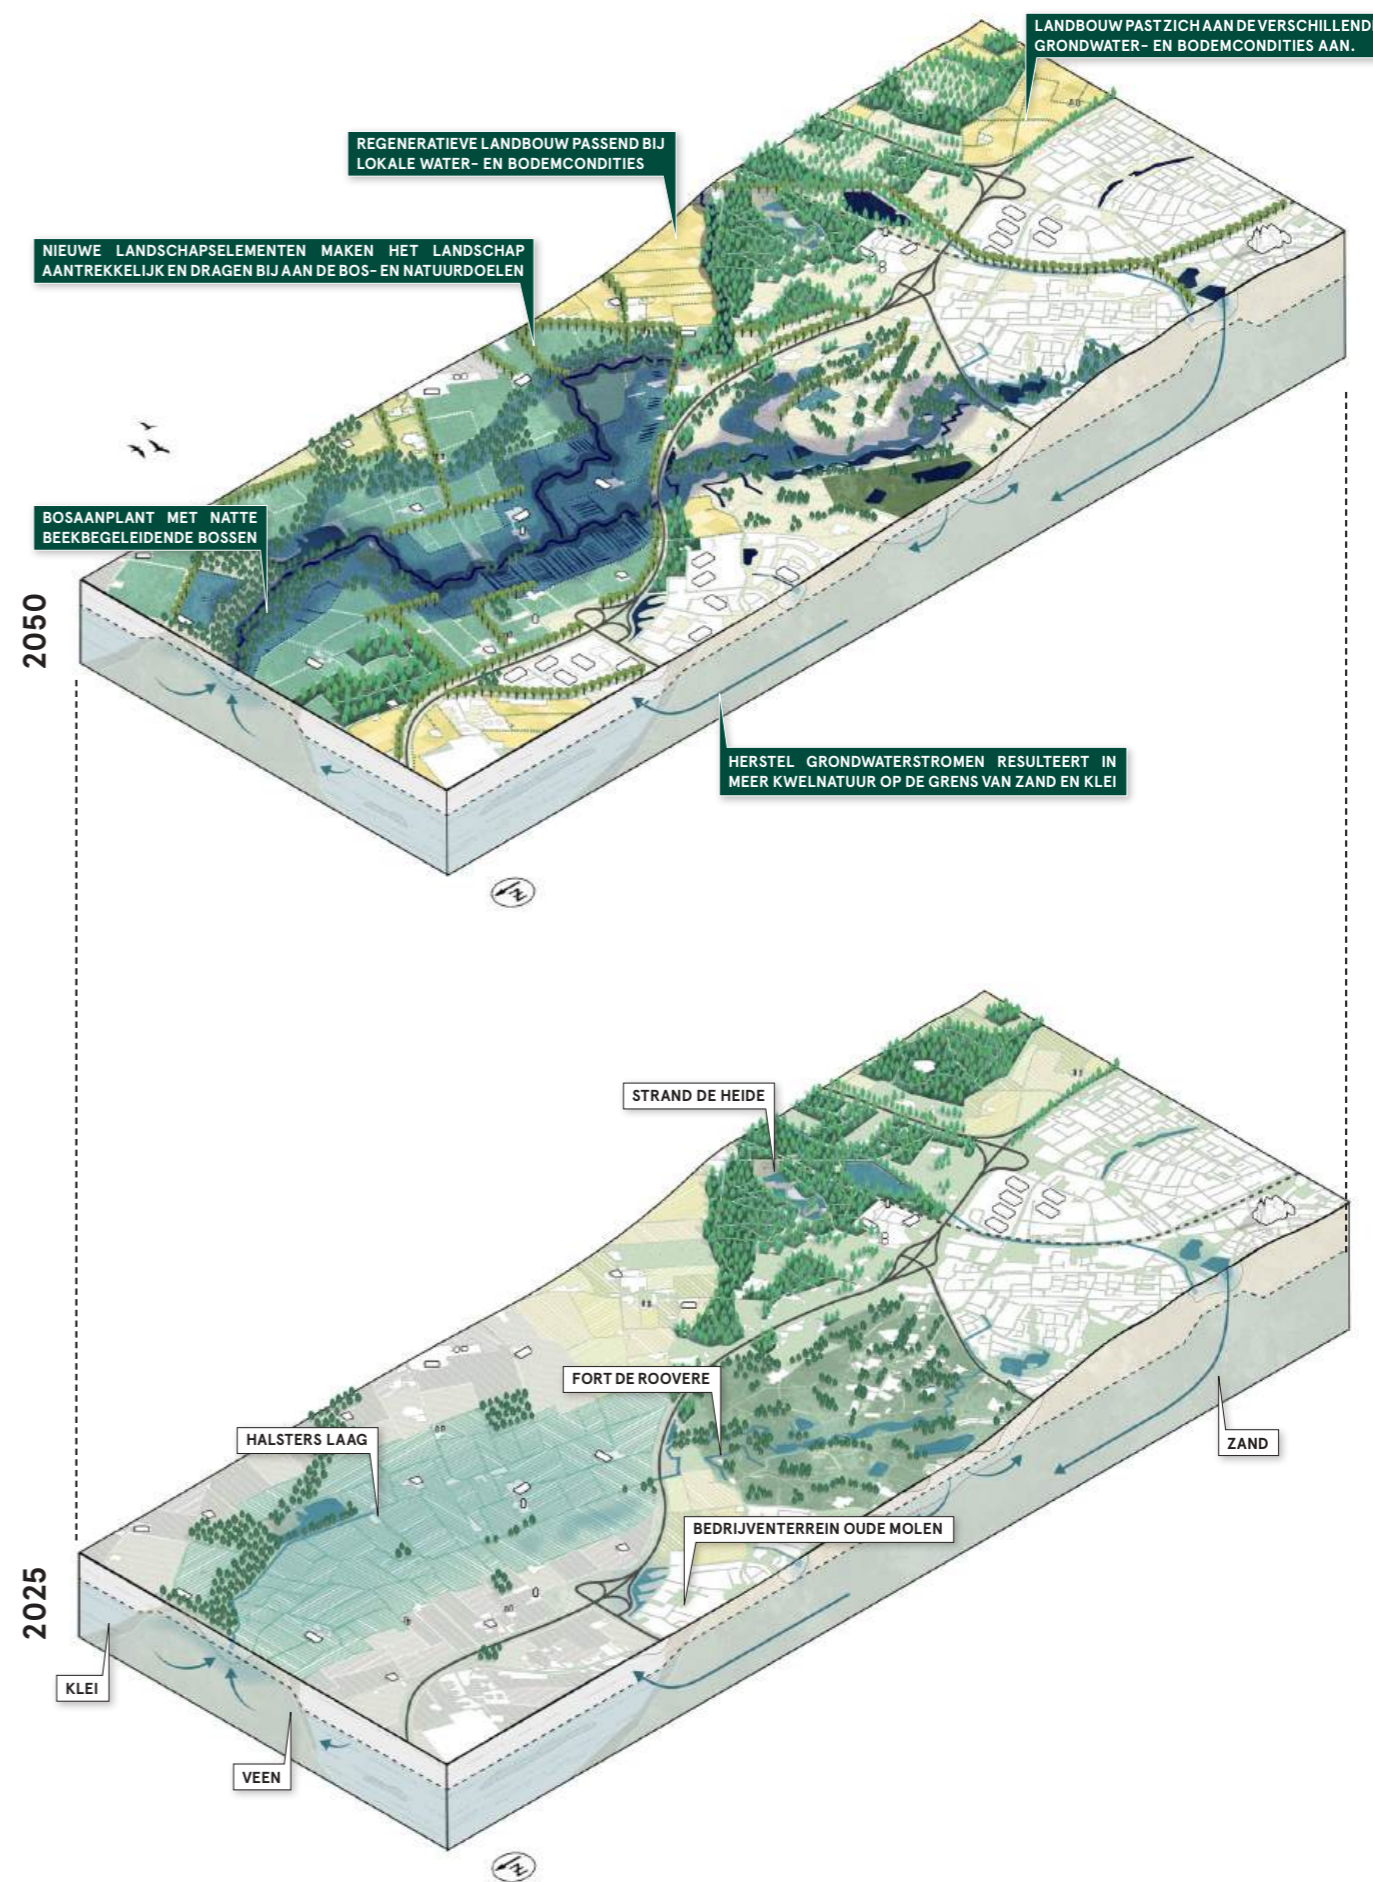 LANDBOUW PAST ZICH AAN DE VERSCHILLENDE
GRONDWATER- EN BODEMCONDITIES AAN.
REGENERATIEVE LANDBOUW PASSEND BIJ
LOKALE WATER- EN BODEMCONDITIES
NIEUWE LANDSCHAPSELEMENTEN MAKEN HET LANDSCHAP
AANTREKKELIJK EN DRAGEN BIJ AAN DE BOS- EN NATUURDOELEN
BOSAANPLANT MET NATTE
BEEKBEGELEIDENDE BOSSEN
2050
HERSTEL GRONDWATERSTROMEN RESULTEERT IN
MEER KWELNATUUR OP DE GRENS VAN ZAND EN KLEI
N
STRAND DE HEIDE
FORT DE ROOVERE
HALSTERS LAAG
ZAND
BEDRIJVENTERREIN OUDE MOLEN
2025
KLEI
VEEN
N